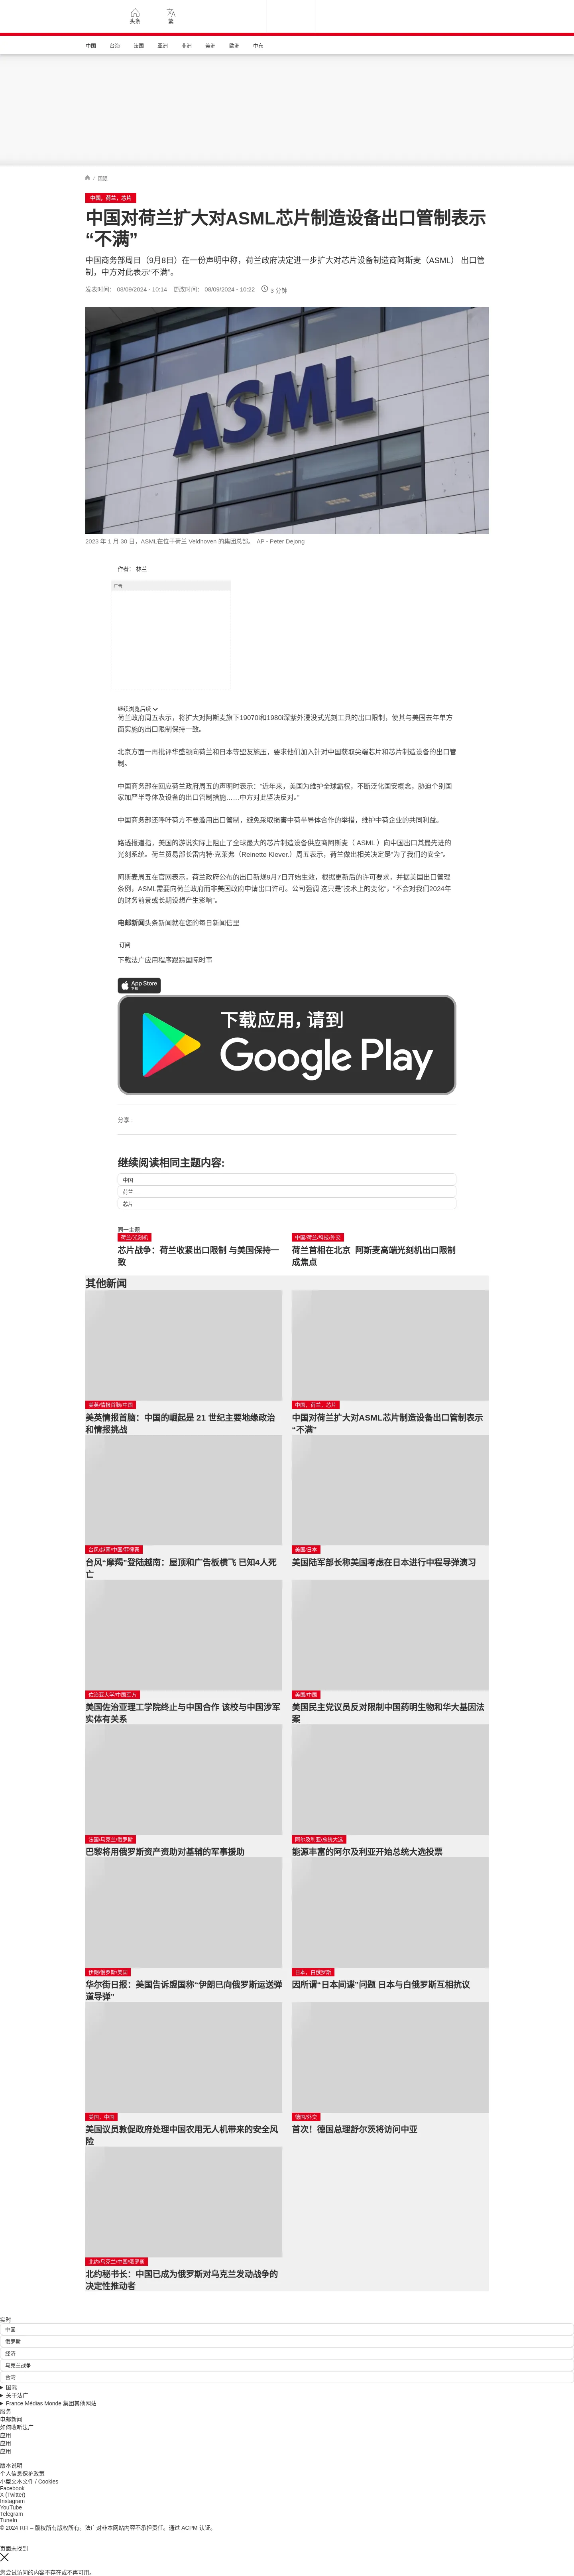 头条
繁
中国
台海
法国
亚洲
非洲
美洲
欧洲
中东
/ 国际
中国，荷兰，芯片
中国对荷兰扩大对ASML芯片制造设备出口管制表示
“不满”
中国商务部周日（9月8日）在一份声明中称，荷兰政府决定进一步扩大对芯片设备制造商阿斯麦（ASML） 出口管
制，中方对此表示“不满”。
发表时间： 08/09/2024 - 10:14 更改时间： 08/09/2024 - 10:22 3 分钟
ASML
2023 年 1 月 30 日，ASML在位于荷兰 Veldhoven 的集团总部。 AP - Peter Dejong
作者： 林兰
广告
继续浏览后续
荷兰政府周五表示，将扩大对阿斯麦旗下19070i和1980i深紫外浸没式光刻工具的出口限制，使其与美国去年单方
面实施的出口限制保持一致。
北京方面一再批评华盛顿向荷兰和日本等盟友施压，要求他们加入针对中国获取尖端芯片和芯片制造设备的出口管
制。
中国商务部在回应荷兰政府周五的声明时表示：“近年来，美国为维护全球霸权，不断泛化国安概念，胁迫个别国
家加严半导体及设备的出口管制措施……中方对此坚决反对。”
中国商务部还呼吁荷方不要滥用出口管制，避免采取损害中荷半导体合作的举措，维护中荷企业的共同利益。
路透报道指，美国的游说实际上阻止了全球最大的芯片制造设备供应商阿斯麦（ ASML ）向中国出口其最先进的
光刻系统。荷兰贸易部长雷内特·克莱弗（Reinette Klever.）周五表示，荷兰做出相关决定是“为了我们的安全”。
阿斯麦周五在官网表示，荷兰政府公布的出口新规9月7日开始生效，根据更新后的许可要求，并据美国出口管理
条例，ASML需要向荷兰政府而非美国政府申请出口许可。公司强调 这只是“技术上的变化”，“不会对我们2024年
的财务前景或长期设想产生影响”。
电邮新闻头条新闻就在您的每日新闻信里
订阅
下载法广应用程序跟踪国际时事
App Store
下载
下载应用，请到
Google Play
分享 :
继续阅读相同主题内容:
中国
荷兰
芯片
同一主题
荷兰/光刻机
芯片战争：荷兰收紧出口限制 与美国保持一
致
中国/荷兰/科技/外交
荷兰首相在北京 阿斯麦高端光刻机出口限制
成焦点
其他新闻
美英/情报首脑/中国
美英情报首脑：中国的崛起是 21 世纪主要地缘政治
和情报挑战
中国，荷兰，芯片
中国对荷兰扩大对ASML芯片制造设备出口管制表示
“不满”
台风/越南/中国/菲律宾
台风“摩羯”登陆越南：屋顶和广告板横飞 已知4人死
亡
美国/日本
美国陆军部长称美国考虑在日本进行中程导弹演习
佐治亚大学/中国军方
美国佐治亚理工学院终止与中国合作 该校与中国涉军
实体有关系
美国/中国
美国民主党议员反对限制中国药明生物和华大基因法
案
法国/乌克兰/俄罗斯
巴黎将用俄罗斯资产资助对基辅的军事援助
阿尔及利亚/总统大选
能源丰富的阿尔及利亚开始总统大选投票
伊朗/俄罗斯/美国
华尔街日报：美国告诉盟国称“伊朗已向俄罗斯运送弹
道导弹”
日本，白俄罗斯
因所谓“日本间谍”问题 日本与白俄罗斯互相抗议
美国，中国
美国议员敦促政府处理中国农用无人机带来的安全风
险
德国/外交
首次！德国总理舒尔茨将访问中亚
北约/乌克兰/中国/俄罗斯
北约秘书长：中国已成为俄罗斯对乌克兰发动战争的
决定性推动者
实时
中国
俄罗斯
经济
乌克兰战争
台湾
国际
关于法广
France Médias Monde 集团其他网站
服务
电邮新闻
如何收听法广
应用
应用
应用
版本说明
个人信息保护政策
小型文本文件 / Cookies
Facebook
X (Twitter)
Instagram
YouTube
Telegram
TuneIn
© 2024 RFI – 版权所有版权所有。法广对非本网站内容不承担责任。通过 ACPM 认证。
页面未找到
您尝试访问的内容不存在或不再可用。